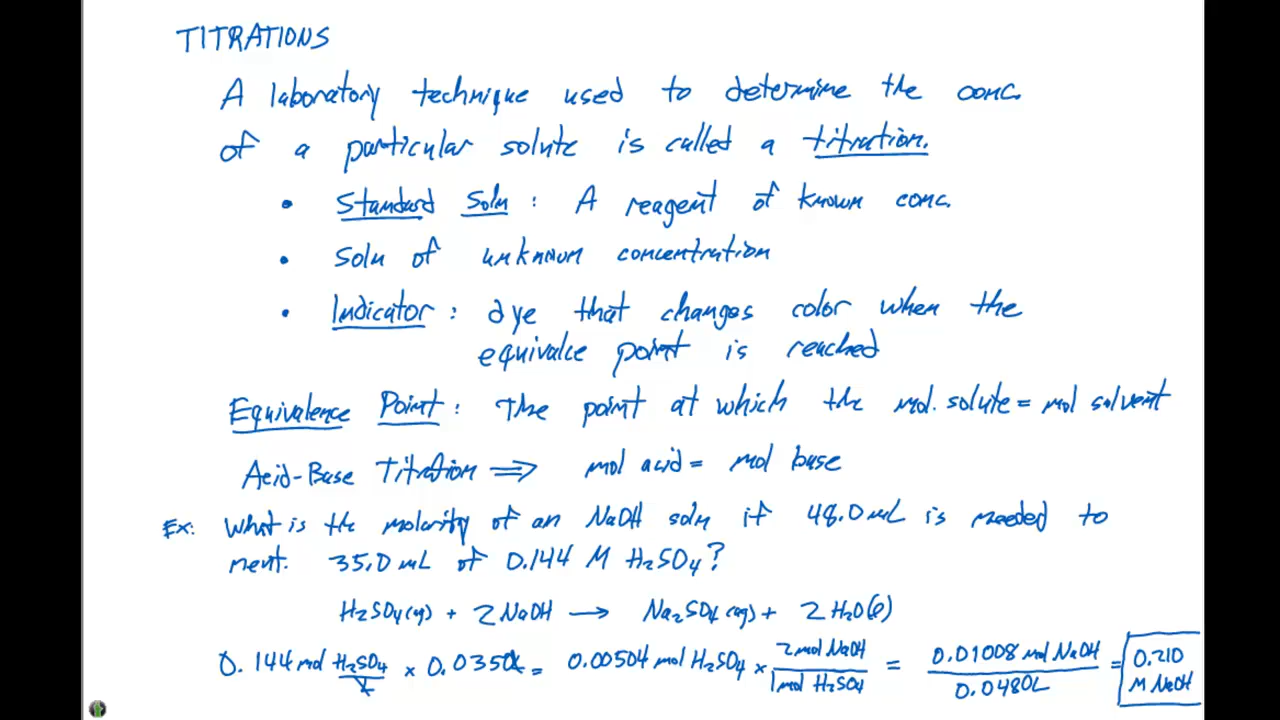 TITRATIONS
A laboratory technique used to determine the conc.
of a particular solute is called a titration.
• Standard Soln : A reagent of known conc.
• Soln of unknown concentration
• Indicator : dye that changes color when the
equivalce point is reached
Equivalence Point : The point at which the mol. solute = mol solvent
Acid-Base Titration ⟹ mol acid = mol base
Ex: What is the molarity of an NaOH soln if 48.0 mL is needed to
neut. 35.0 mL of 0.144 M H₂SO₄?
H₂SO₄(aq) + 2 NaOH → Na₂SO₄(aq) + 2 H₂O(l)
0.144 mol H₂SO₄/L × 0.0350L = 0.00504 mol H₂SO₄ × 2 mol NaOH/1 mol H₂SO₄ = 0.01008 mol NaOH/0.0480L = 0.210 M NaOH